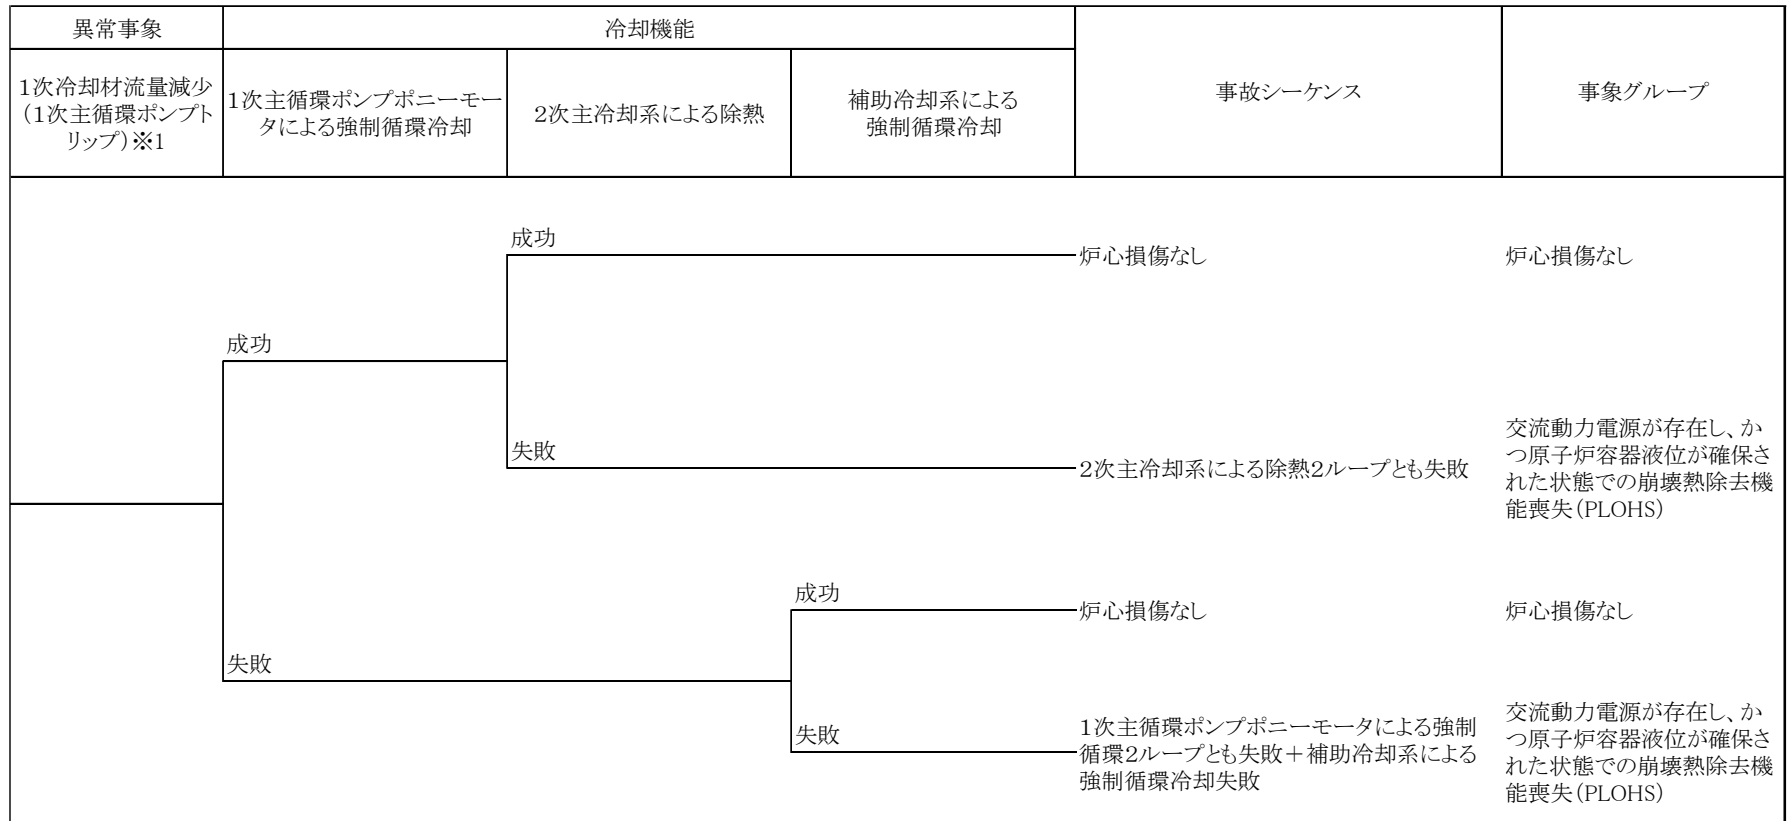 異常事象
冷却機能
事故シーケンス
事象グループ
1次冷却材流量減少
(1次主循環ポンプト
リップ)※1
1次主循環ポンプポニーモー
タによる強制循環冷却
2次主冷却系による除熱
補助冷却系による
強制循環冷却
成功
炉心損傷なし
炉心損傷なし
成功
失敗
2次主冷却系による除熱2ループとも失敗
交流動力電源が存在し、か
つ原子炉容器液位が確保さ
れた状態での崩壊熱除去機
能喪失(PLOHS)
成功
炉心損傷なし
炉心損傷なし
失敗
失敗
1次主循環ポンプポニーモータによる強制
循環2ループとも失敗+補助冷却系による
強制循環冷却失敗
交流動力電源が存在し、か
つ原子炉容器液位が確保さ
れた状態での崩壊熱除去機
能喪失(PLOHS)